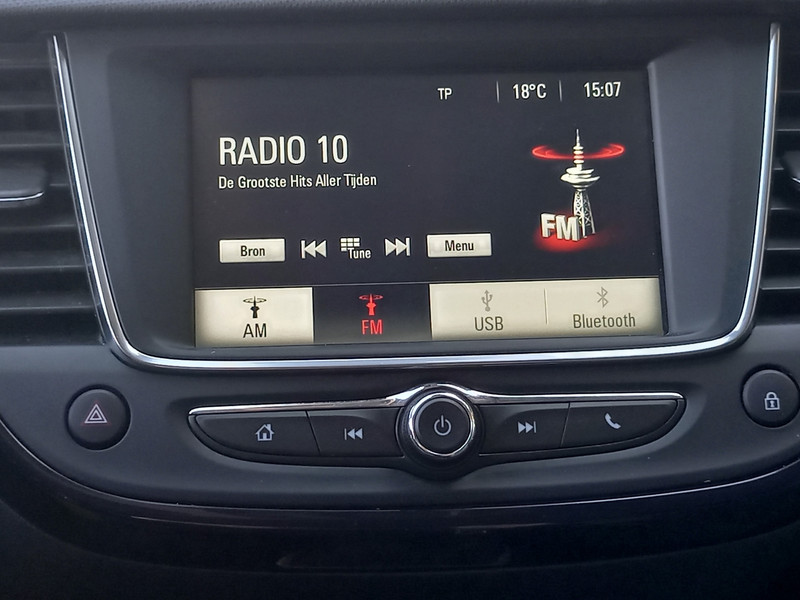 TP 18°C 15:07
RADIO 10
De Grootste Hits Aller Tijden
FM
Bron Tune Menu
AM FM USB Bluetooth